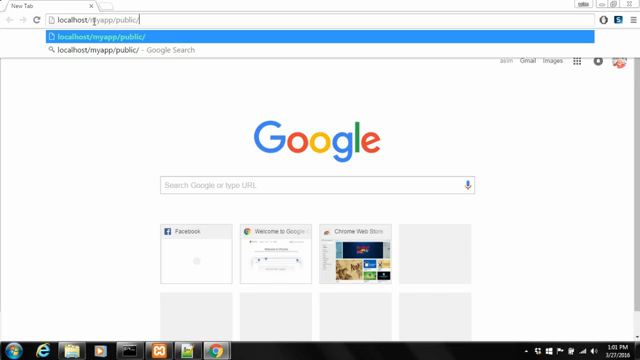 New Tab
localhost/myapp/public/
localhost/myapp/public/
localhost/myapp/public/ - Google Search
asim Gmail Images
Google
Search Google or type URL
Facebook
Welcome to Google
Chrome Web Store
1:01 PM
3/27/2016